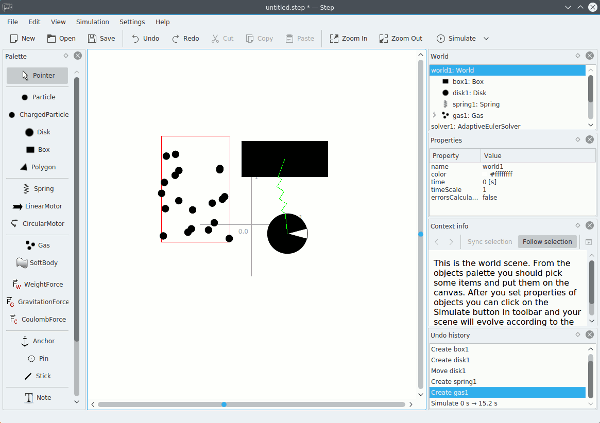 untitled.step * — Step
File Edit View Simulation Settings Help
New Open Save Undo Redo Cut Copy Paste Zoom In Zoom Out Simulate
Palette
Pointer
Particle
ChargedParticle
Disk
Box
Polygon
Spring
LinearMotor
CircularMotor
Gas
SoftBody
WeightForce
GravitationForce
CoulombForce
Anchor
Pin
Stick
Note
0,0
World
world1: World
box1: Box
disk1: Disk
spring1: Spring
gas1: Gas
solver1: AdaptiveEulerSolver
Properties
Property Value
name world1
color #ffffffff
time 0 [s]
timeScale 1
errorsCalcula... false
Context info
Sync selection Follow selection
This is the world scene. From the
objects palette you should pick
some items and put them on the
canvas. After you set properties of
objects you can click on the
Simulate button in toolbar and your
scene will evolve according to the
Undo history
Create box1
Create disk1
Move disk1
Create spring1
Create gas1
Simulate 0 s → 15.2 s